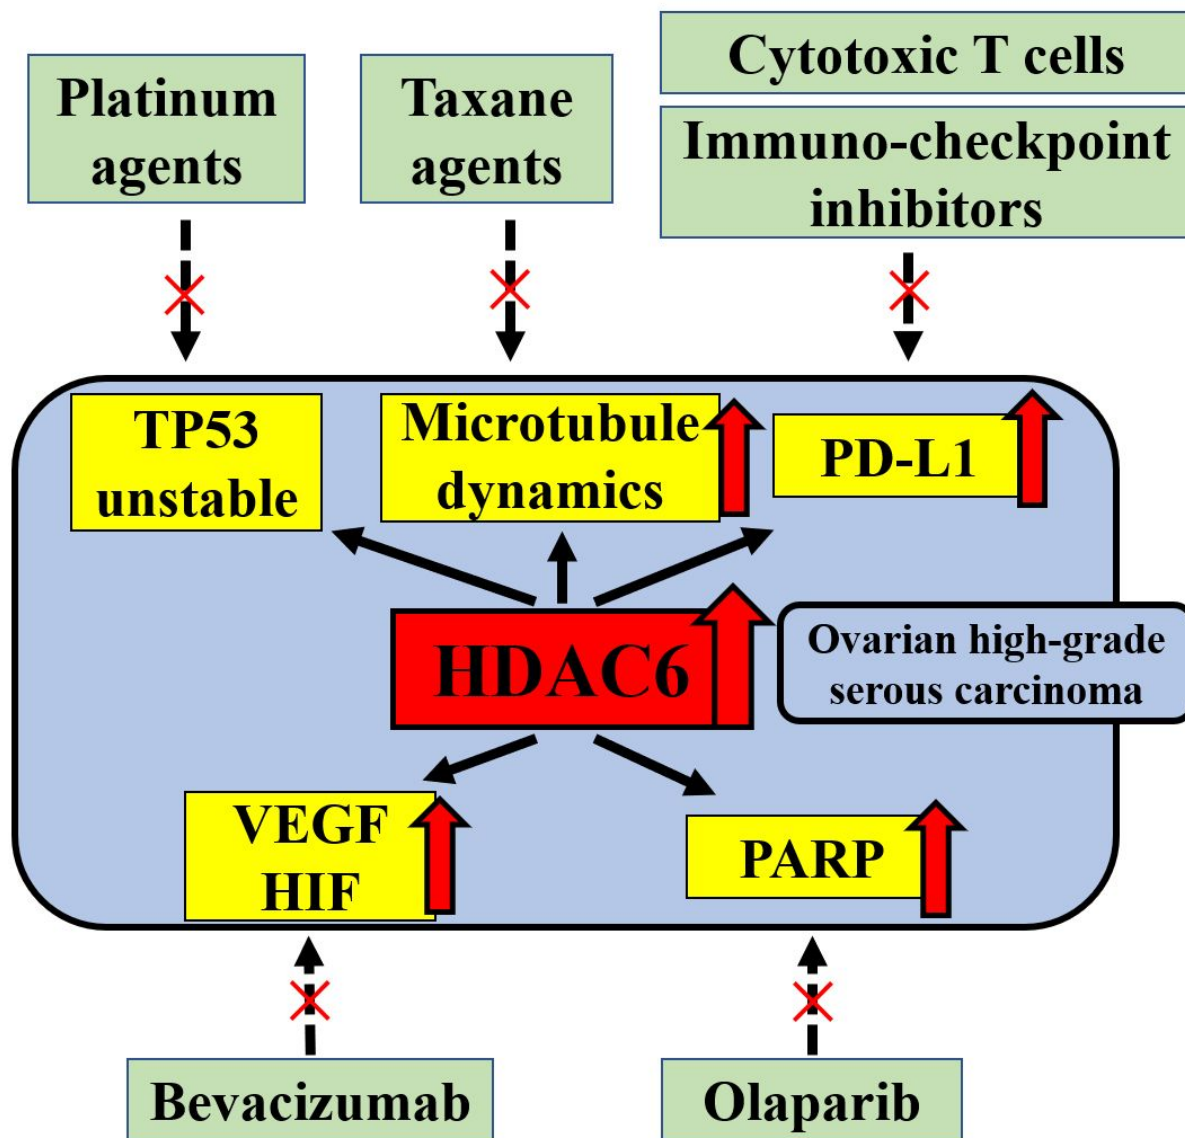 Platinum
agents
Taxane
agents
Cytotoxic T cells
Immuno-checkpoint
inhibitors
TP53
unstable
Microtubule
dynamics
PD-L1
HDAC6
Ovarian high-grade
serous carcinoma
VEGF
HIF
PARP
Bevacizumab
Olaparib